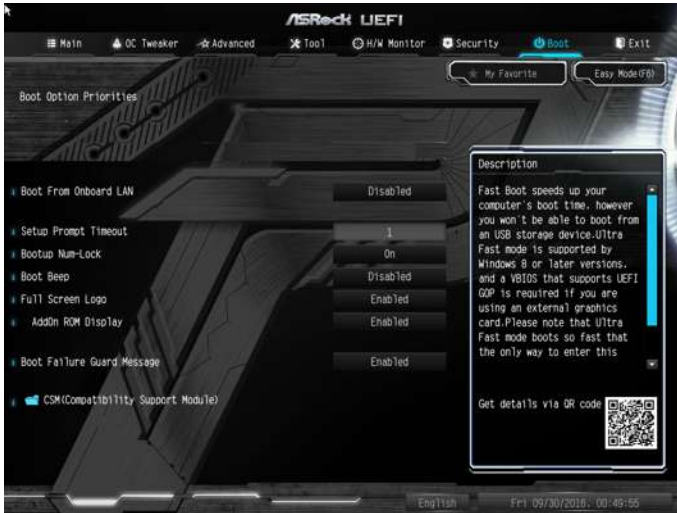 ASRock UEFI
Main OC Tweaker Advanced Tool H/W Monitor Security Boot Exit
My Favorite Easy Mode(F6)
Boot Option Priorities
Boot From Onboard LAN Disabled
Setup Prompt Timeout 1
Bootup Num-Lock On
Boot Beep Disabled
Full Screen Logo Enabled
AddOn ROM Display Enabled
Boot Failure Guard Message Enabled
CSM(Compatibility Support Module)
Description
Fast Boot speeds up your
computer's boot time. however
you won't be able to boot from
an USB storage device.Ultra
Fast mode is supported by
Windows 8 or later versions.
and a VBIOS that supports UEFI
GOP is required if you are
using an external graphics
card.Please note that Ultra
Fast mode boots so fast that
the only way to enter this
Get details via QR code
English Fri 09/30/2016. 00:49:55